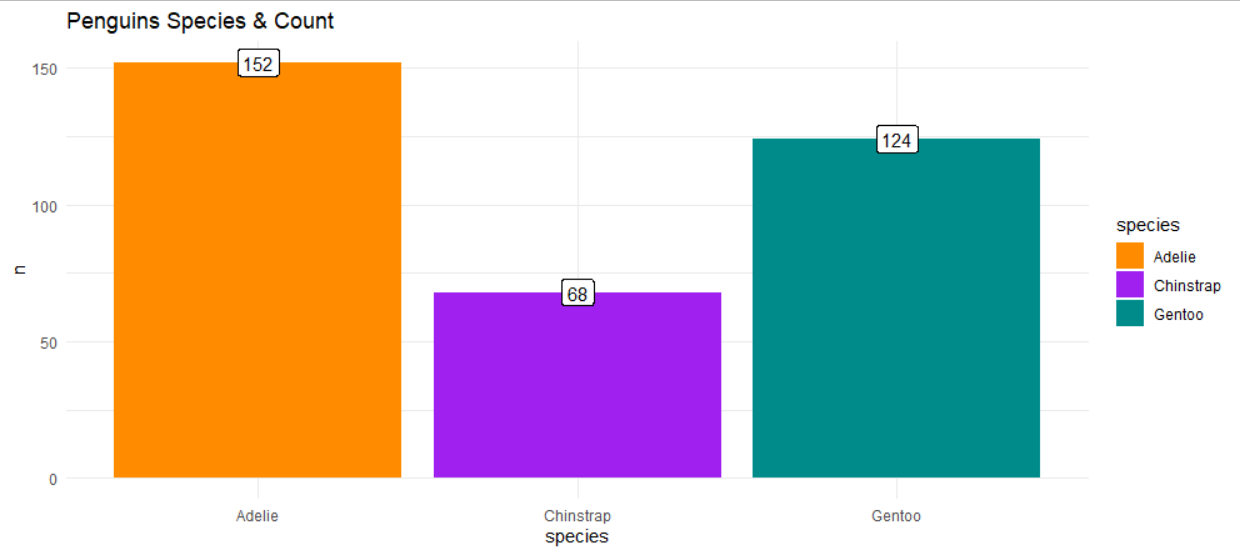 Penguins Species & Count
152
150
124
100
n
68
50
0
species
Adelie
Chinstrap
Gentoo
Adelie
Chinstrap
Gentoo
species